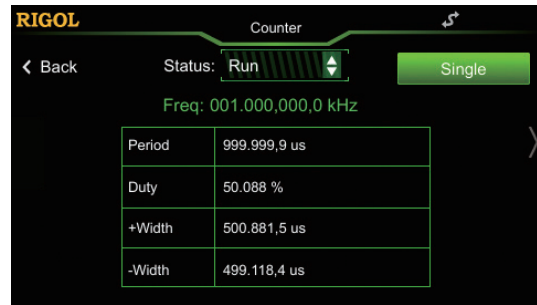 RIGOL
Counter
Back
Status: Run
Single
Freq: 001.000,000,0 kHz
Period 999.999,9 us
Duty 50.088 %
+Width 500.881,5 us
-Width 499.118,4 us